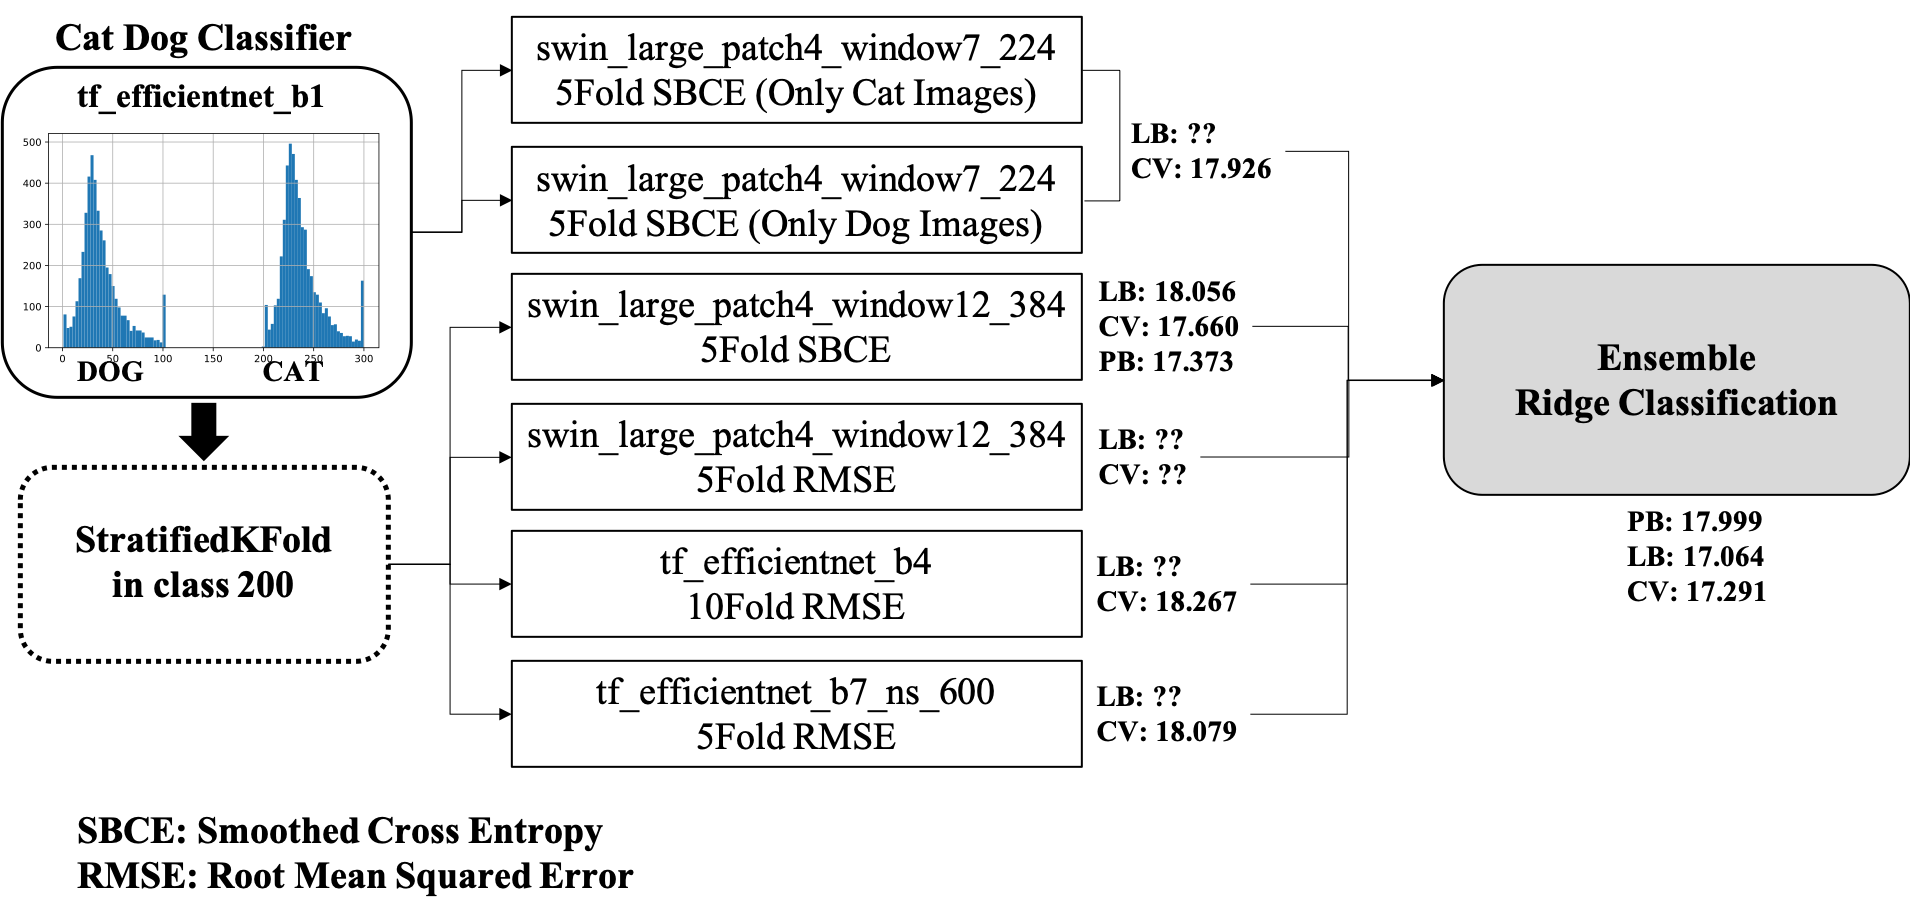 Cat Dog Classifier
tf_efficientnet_b1
500
400
300
200
100
0
0
50
100
200
250
300
DOG
CAT
StratifiedKFold
in class 200
swin_large_patch4_window7_224
5Fold SBCE (Only Cat Images)
swin_large_patch4_window7_224
5Fold SBCE (Only Dog Images)
LB: ??
CV: 17.926
swin_large_patch4_window12_384
5Fold SBCE
LB: 18.056
CV: 17.660
PB: 17.373
swin_large_patch4_window12_384
5Fold RMSE
LB: ??
CV: ??
tf_efficientnet_b4
10Fold RMSE
LB: ??
CV: 18.267
tf_efficientnet_b7_ns_600
5Fold RMSE
LB: ??
CV: 18.079
Ensemble
Ridge Classification
PB: 17.999
LB: 17.064
CV: 17.291
SBCE: Smoothed Cross Entropy
RMSE: Root Mean Squared Error